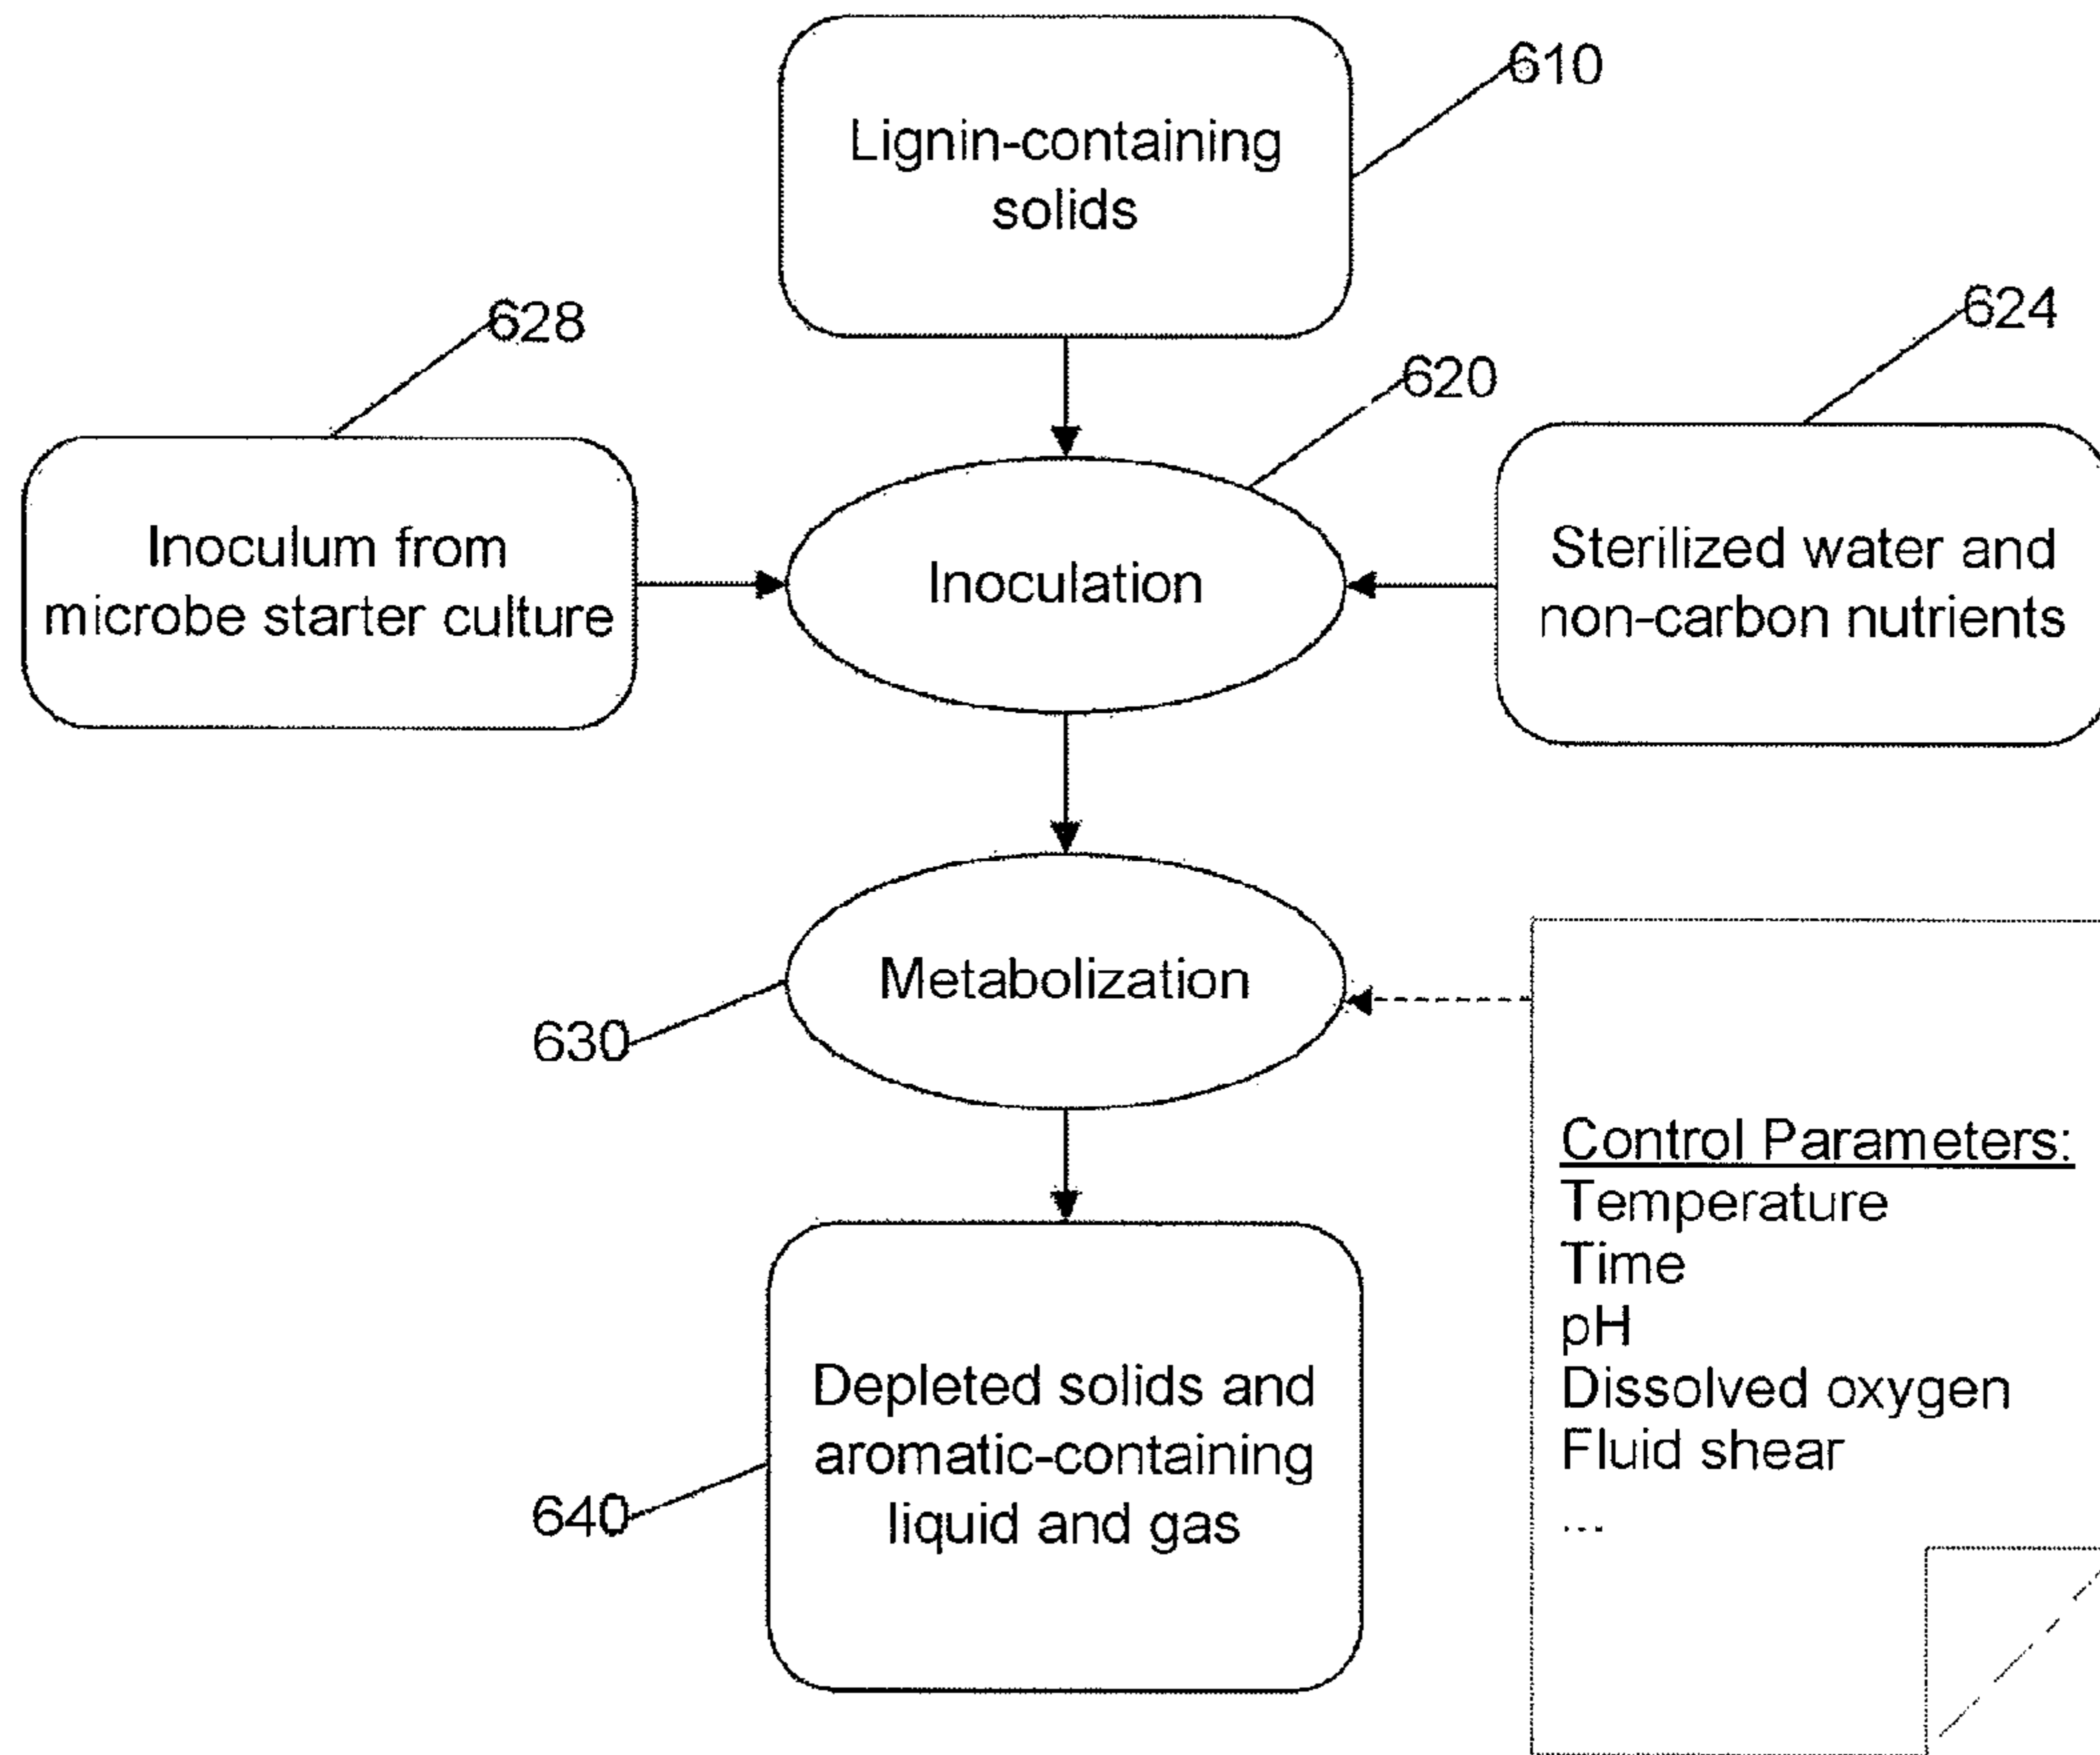 610
Lignin-containing
solids
628
624
620
Inoculum from
microbe starter culture
Inoculation
Sterilized water and
non-carbon nutrients
Metabolization
630
Control Parameters:
Temperature
Time
pH
Dissolved oxygen
Fluid shear
...
Depleted solids and
aromatic-containing
liquid and gas
640